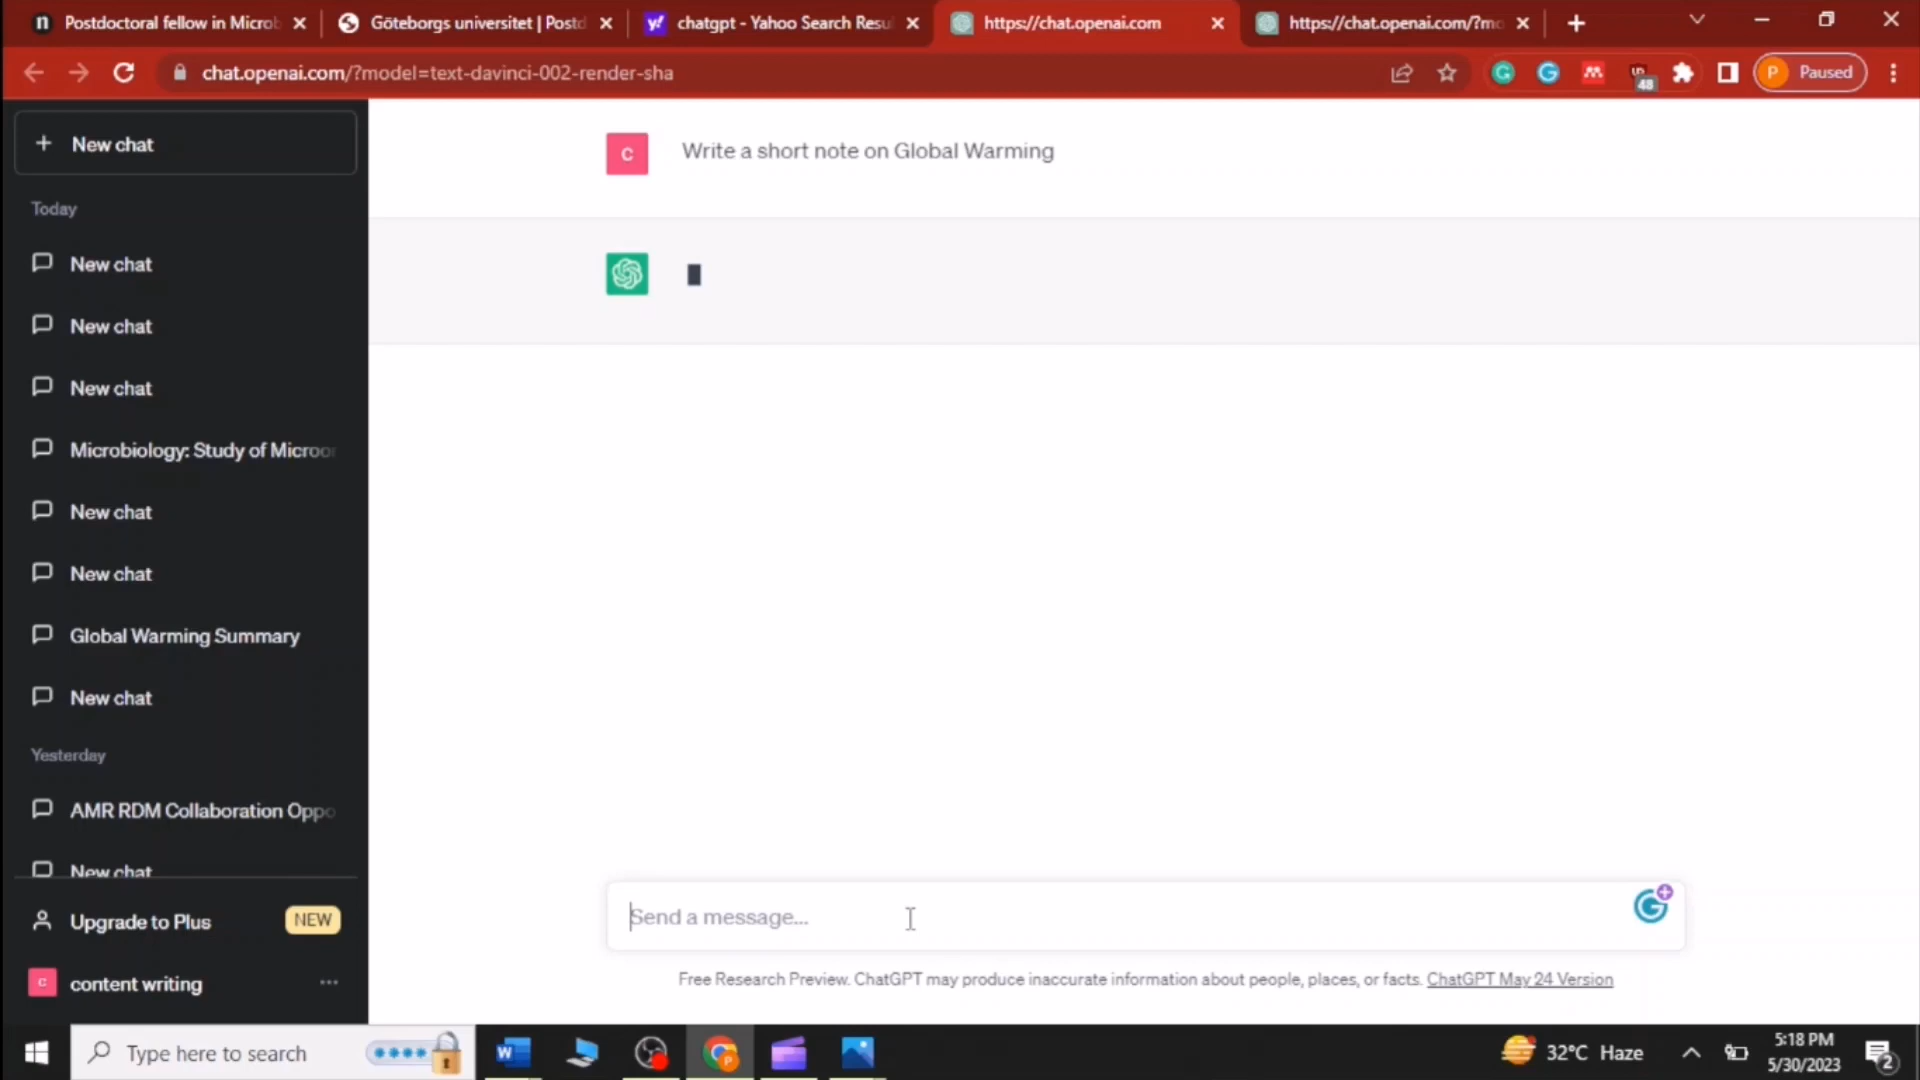 Postdoctoral fellow in Microb
Göteborgs universitet | Postd
chatgpt - Yahoo Search Resu
https://chat.openai.com
https://chat.openai.com/?mo
chat.openai.com/?model=text-davinci-002-render-sha
48
P Paused
+ New chat
Today
New chat
New chat
New chat
Microbiology: Study of Microor
New chat
New chat
Global Warming Summary
New chat
Yesterday
AMR RDM Collaboration Oppo
New chat
Upgrade to Plus NEW
C content writing ...
C Write a short note on Global Warming
Send a message...
Free Research Preview. ChatGPT may produce inaccurate information about people, places, or facts. ChatGPT May 24 Version
Type here to search
32°C Haze
5:18 PM
5/30/2023
2